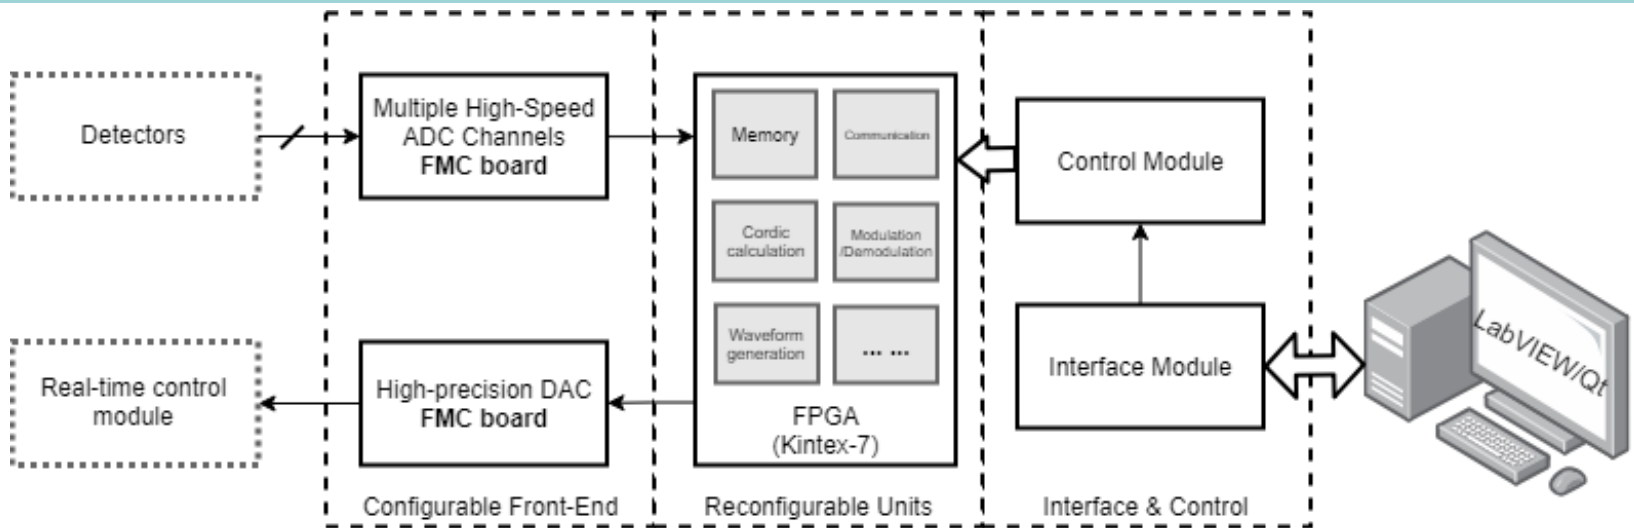 Detectors
Multiple High-Speed
ADC Channels
FMC board
Memory
Communication
Cordic
calculation
Modulation
/Demodulation
Waveform
generation
... ...
FPGA
(Kintex-7)
Control Module
Interface Module
LabVIEW/Qt
Real-time control
module
High-precision DAC
FMC board
Configurable Front-End
Reconfigurable Units
Interface & Control